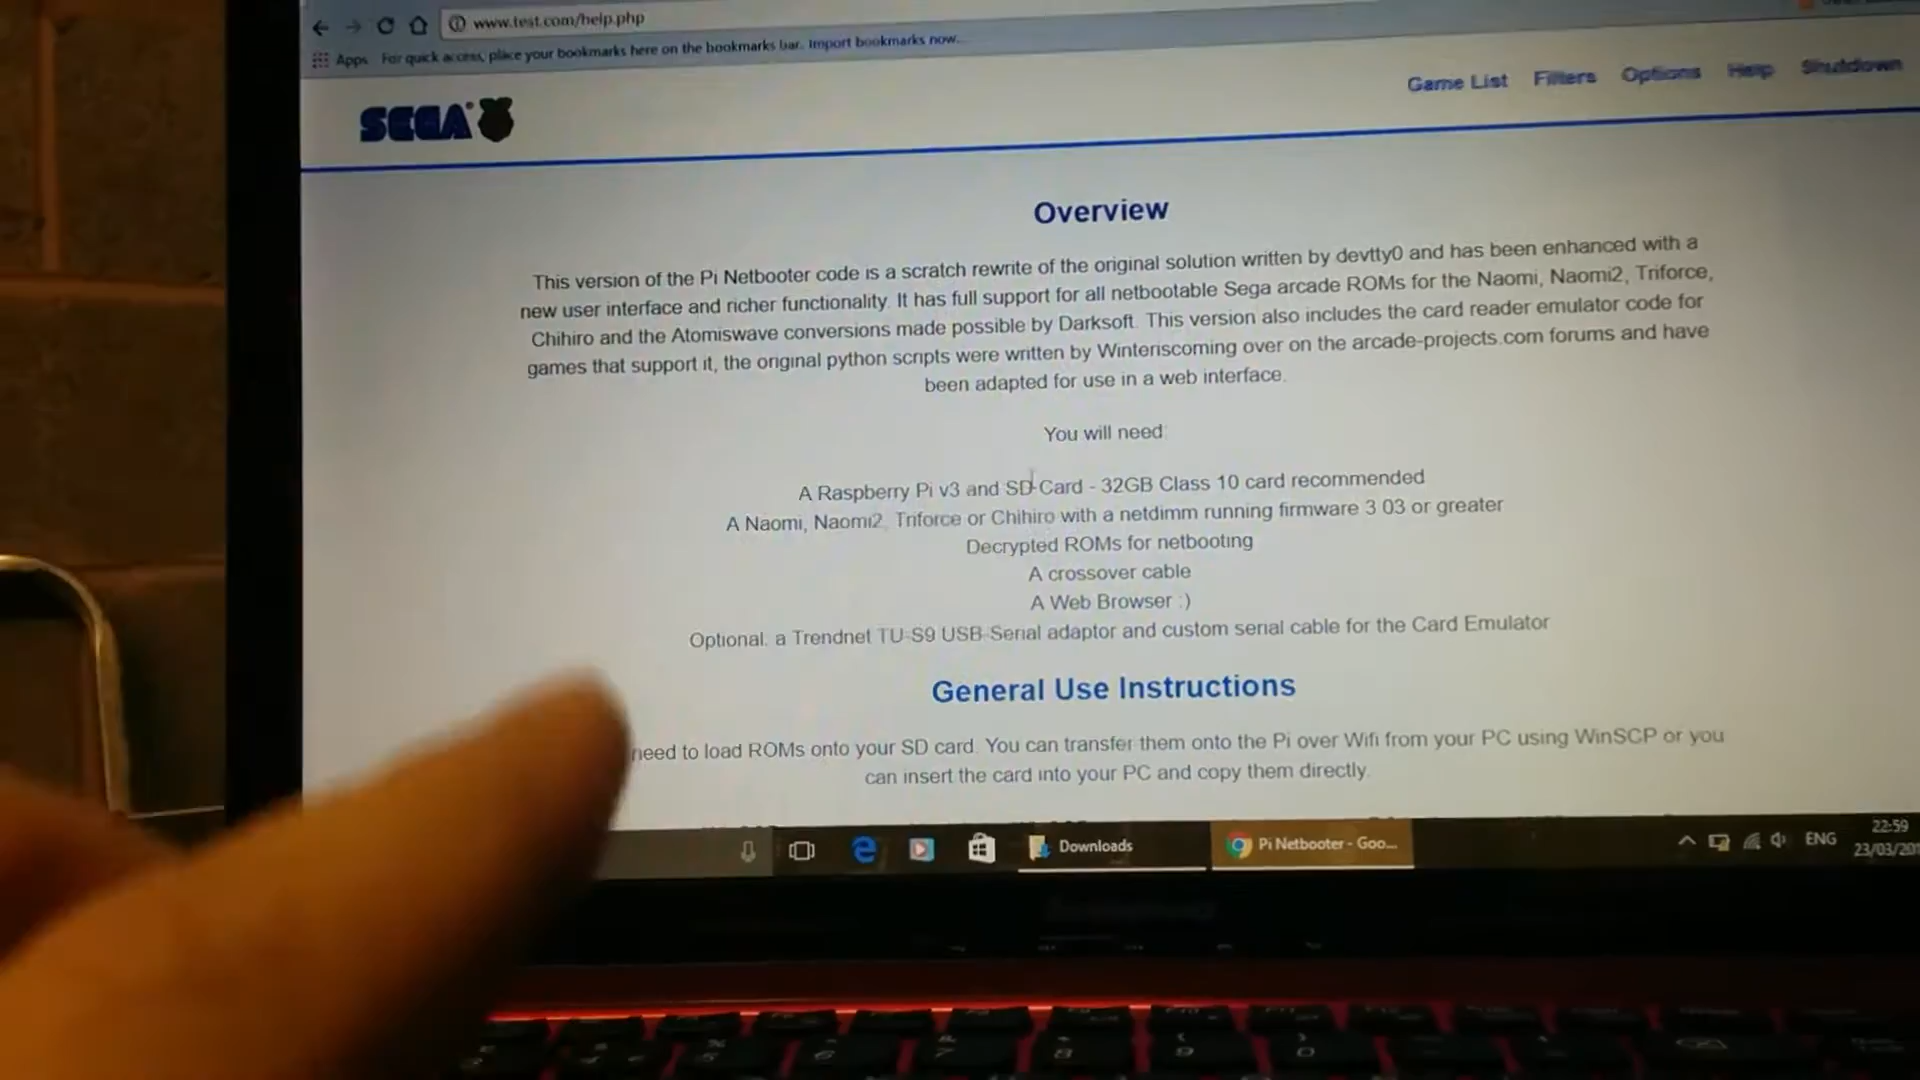 www.test.com/help.php
Apps For quick access, place your bookmarks here on the bookmarks bar. Import bookmarks now...
Game List Filters Options Help Shutdown
SEGA
Overview
This version of the Pi Netbooter code is a scratch rewrite of the original solution written by devtty0 and has been enhanced with a
new user interface and richer functionality. It has full support for all netbootable Sega arcade ROMs for the Naomi, Naomi2, Triforce,
Chihiro and the Atomiswave conversions made possible by Darksoft. This version also includes the card reader emulator code for
games that support it, the original python scripts were written by Winteriscoming over on the arcade-projects.com forums and have
been adapted for use in a web interface.
You will need:
A Raspberry Pi v3 and SD Card - 32GB Class 10 card recommended
A Naomi, Naomi2, Triforce or Chihiro with a netdimm running firmware 3.03 or greater
Decrypted ROMs for netbooting
A crossover cable
A Web Browser :)
Optional: a Trendnet TU-S9 USB-Serial adaptor and custom serial cable for the Card Emulator
General Use Instructions
need to load ROMs onto your SD card. You can transfer them onto the Pi over Wifi from your PC using WinSCP or you
can insert the card into your PC and copy them directly.
Downloads
Pi Netbooter - Goo...
ENG
22:59
23/03/201
5 6 7 8 9 0